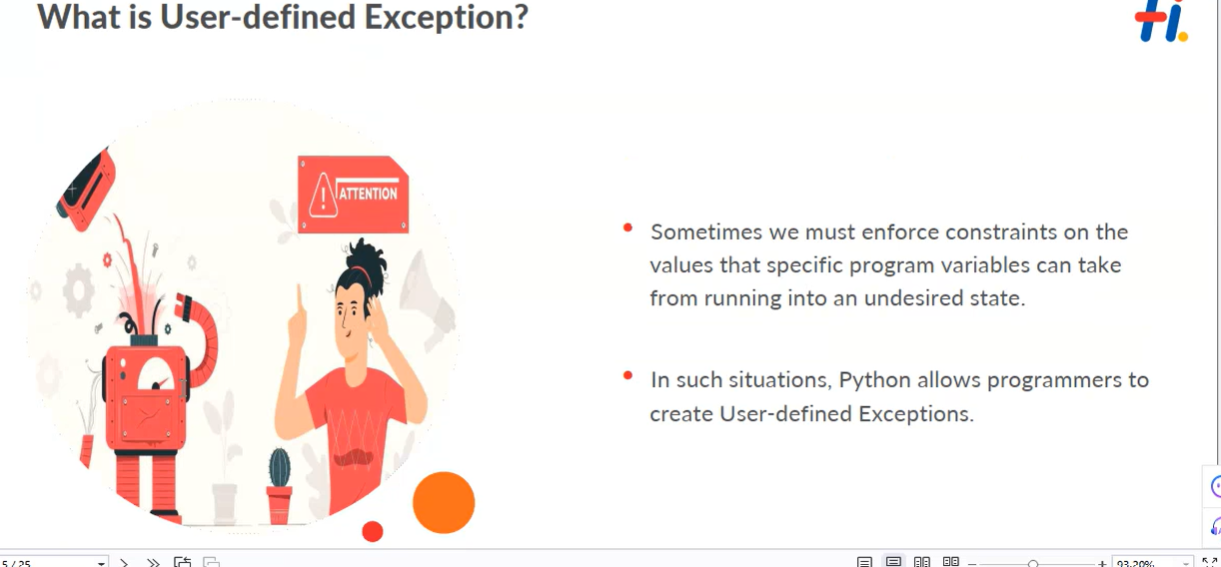 What is User-defined Exception?
ATTENTION
Sometimes we must enforce constraints on the
values that specific program variables can take
from running into an undesired state.
In such situations, Python allows programmers to
create User-defined Exceptions.
5/25
93.20%